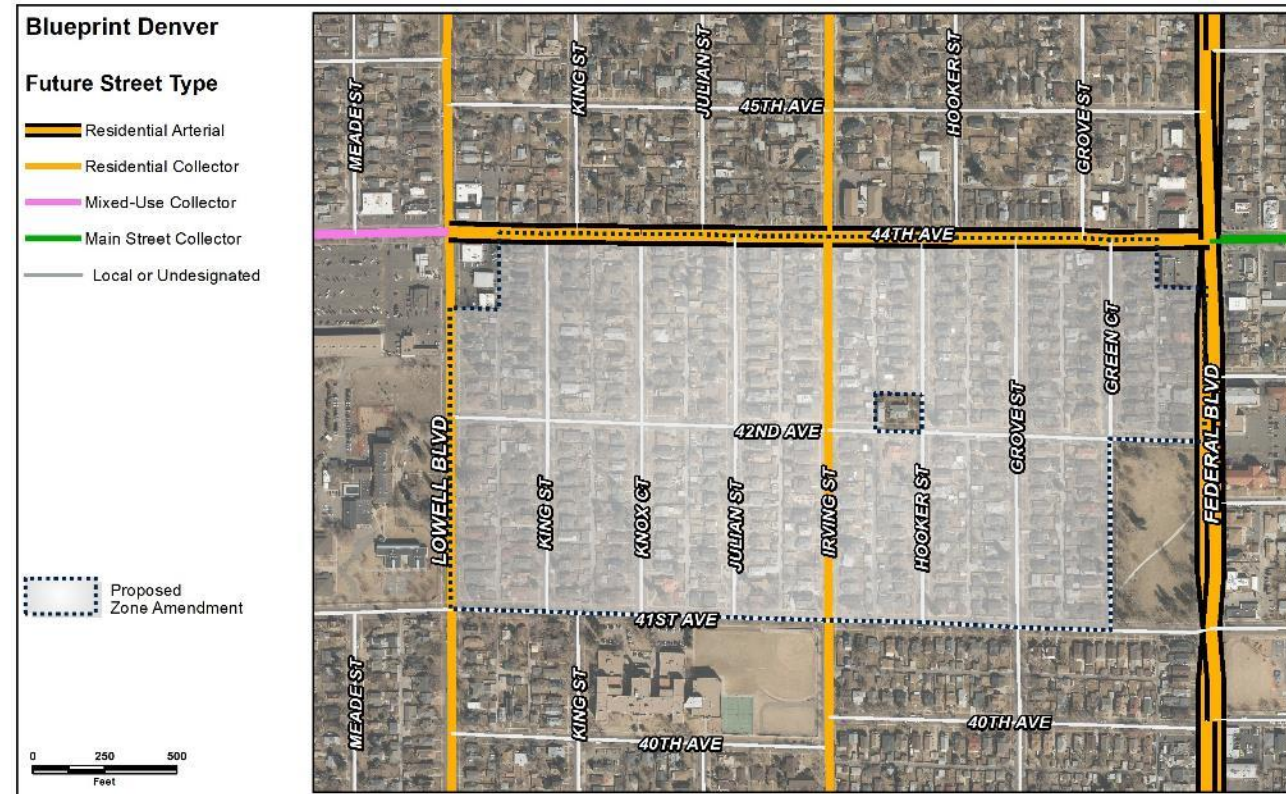 Blueprint Denver
Future Street Type
Residential Arterial
Residential Collector
Mixed-Use Collector
Main Street Collector
Local or Undesignated
Proposed
Zone Amendment
0 250 500
Feet
MEADE ST
KING ST
JULIAN ST
45TH AVE
HOOKER ST
GROVE ST
44TH AVE
GREEN CT
LOWELL BLVD
42ND AVE
KING ST
KNOX CT
JULIAN ST
IRVING ST
HOOKER ST
GROVE ST
FEDERAL BLVD
41ST AVE
MEADE ST
KING ST
40TH AVE
40TH AVE